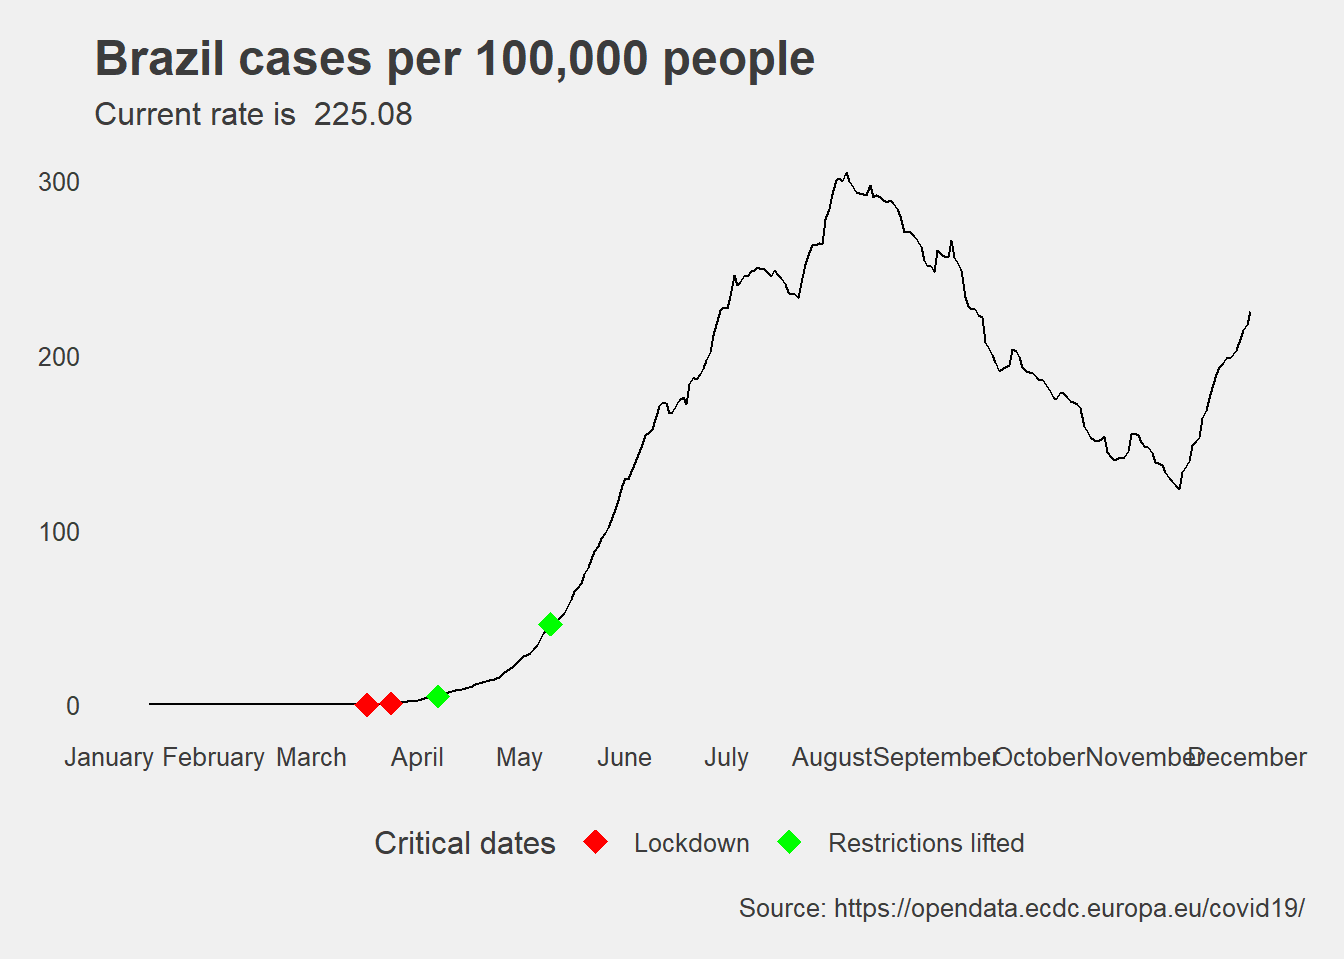 Brazil cases per 100,000 people
Current rate is  225.08
300
200
100
0
January February March April May June July August September October November December
Critical dates Lockdown Restrictions lifted
Source: https://opendata.ecdc.europa.eu/covid19/